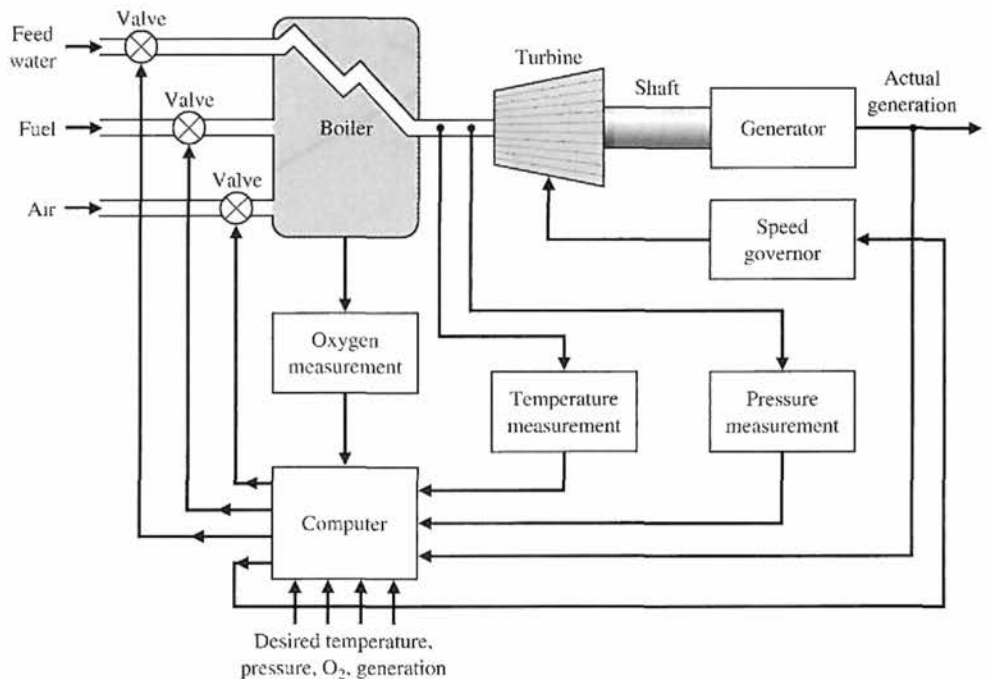 Valve
Feed
water
Valve
Fuel
Valve
Air
Boiler
Turbine
Shaft
Generator
Actual
generation
Speed
governor
Oxygen
measurement
Temperature
measurement
Pressure
measurement
Computer
Desired temperature,
pressure, O₂, generation